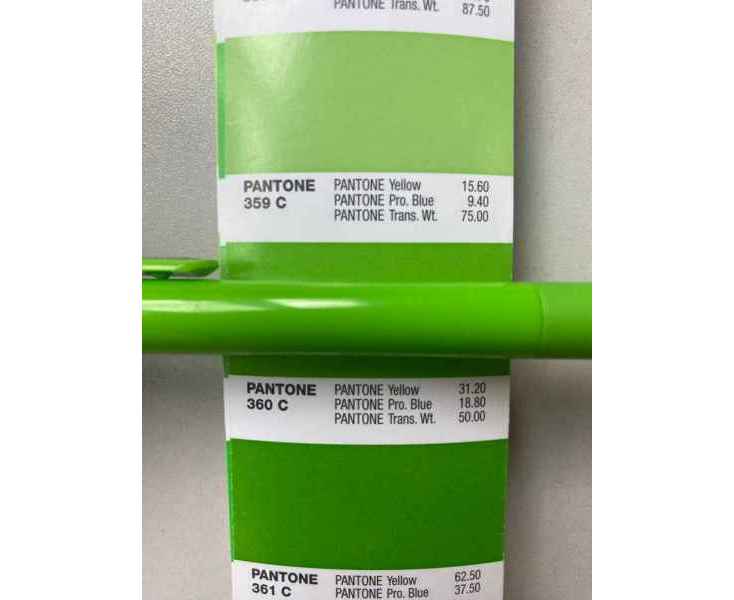 PANTONE Trans. Wt. 87.50
PANTONE 359 C
PANTONE Yellow 15.60
PANTONE Pro. Blue 9.40
PANTONE Trans. Wt. 75.00
PANTONE 360 C
PANTONE Yellow 31.20
PANTONE Pro. Blue 18.80
PANTONE Trans. Wt. 50.00
PANTONE 361 C
PANTONE Yellow 62.50
PANTONE Pro. Blue 37.50